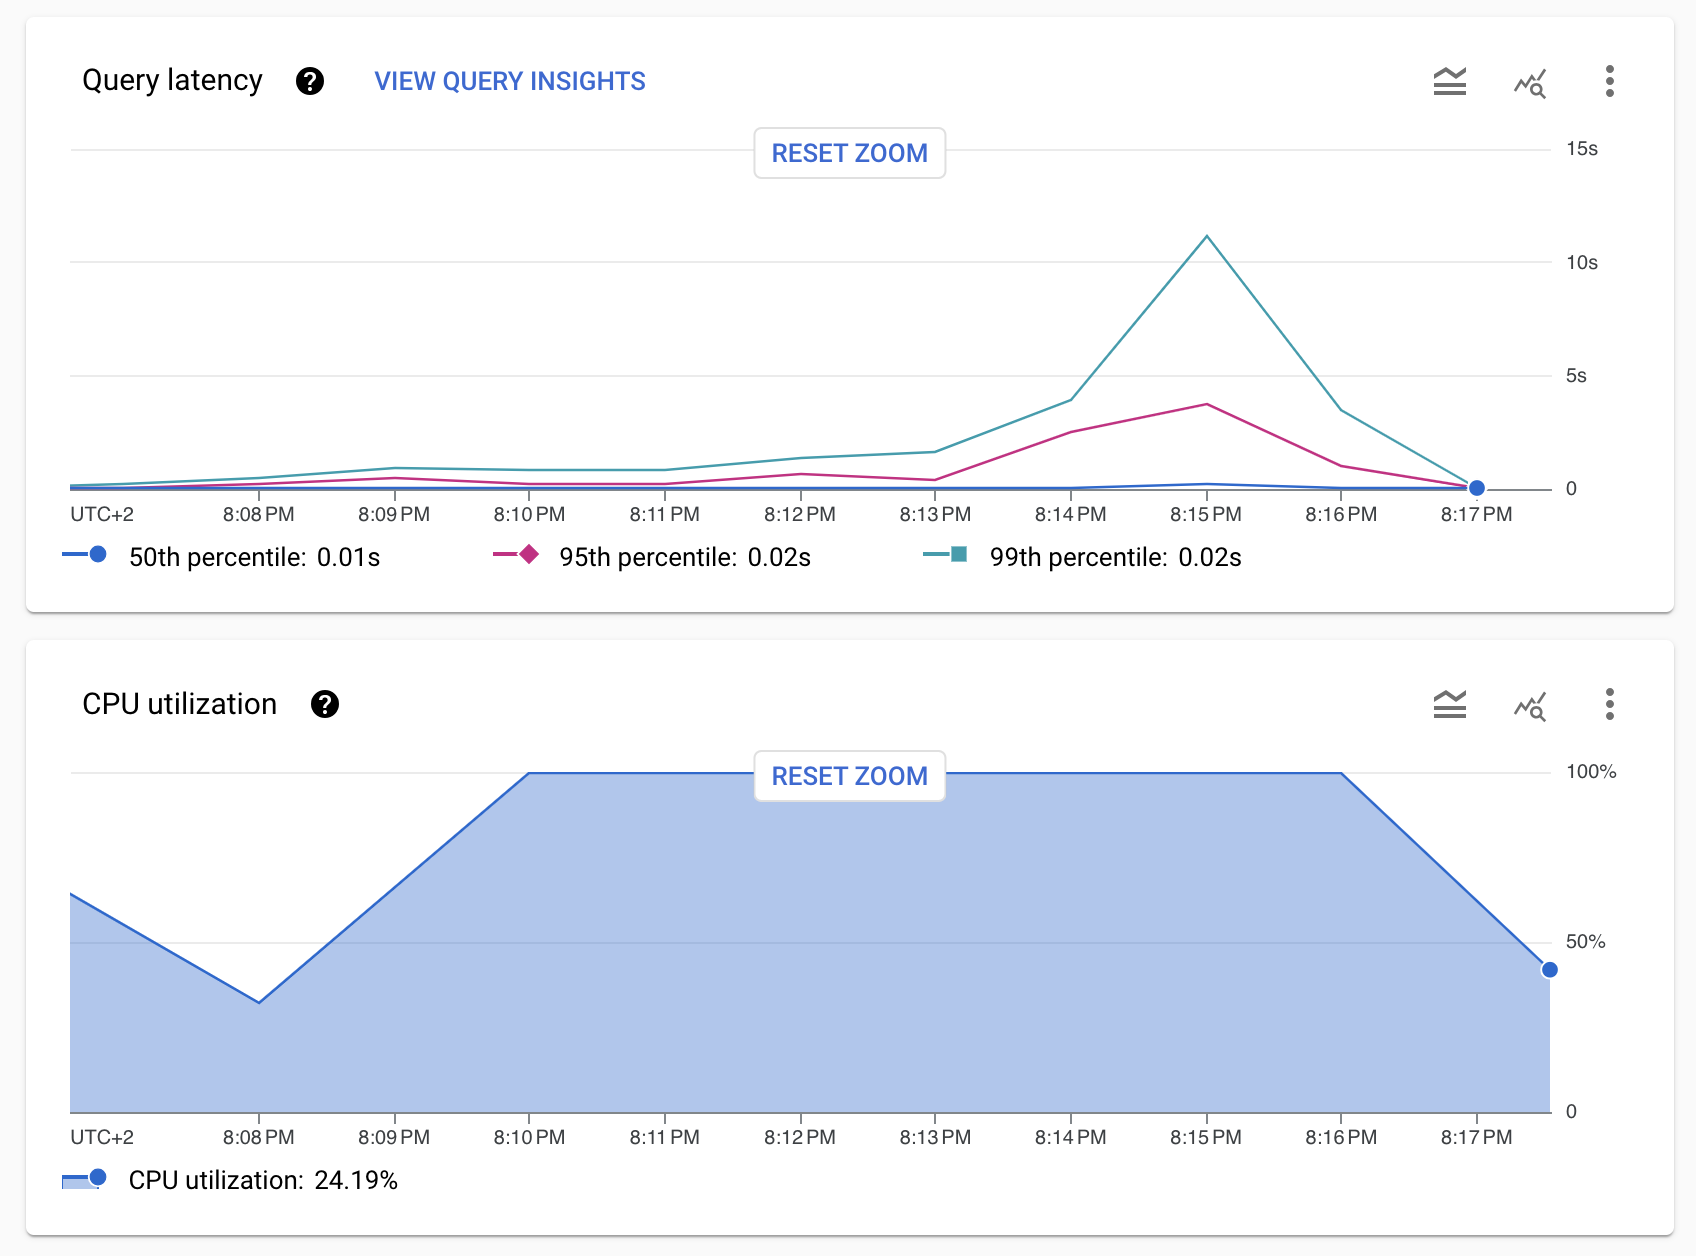 Query latency ? VIEW QUERY INSIGHTS
RESET ZOOM
15s
10s
5s
0
UTC+2 8:08 PM 8:09 PM 8:10 PM 8:11 PM 8:12 PM 8:13 PM 8:14 PM 8:15 PM 8:16 PM 8:17 PM
50th percentile: 0.01s 95th percentile: 0.02s 99th percentile: 0.02s
CPU utilization ?
RESET ZOOM
100%
50%
0
UTC+2 8:08 PM 8:09 PM 8:10 PM 8:11 PM 8:12 PM 8:13 PM 8:14 PM 8:15 PM 8:16 PM 8:17 PM
CPU utilization: 24.19%